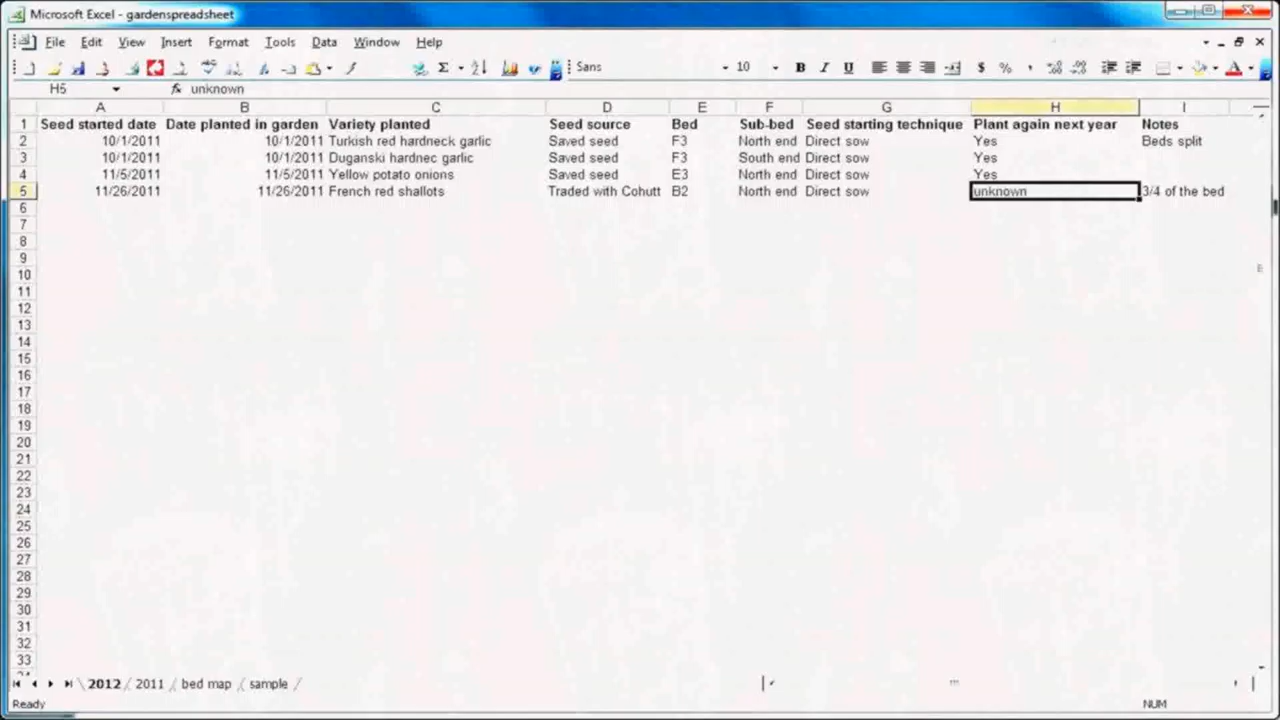 Microsoft Excel - gardenspreadsheet
File Edit View Insert Format Tools Data Window Help
Sans 10 B I U $ % ,
H5 fx unknown
A B C D E F G H I
1 Seed started date Date planted in garden Variety planted Seed source Bed Sub-bed Seed starting technique Plant again next year Notes
2 10/1/2011 10/1/2011 Turkish red hardneck garlic Saved seed F3 North end Direct sow Yes Beds split
3 10/1/2011 10/1/2011 Duganski hardnec garlic Saved seed F3 South end Direct sow Yes
4 11/5/2011 11/5/2011 Yellow potato onions Saved seed E3 North end Direct sow Yes
5 11/26/2011 11/26/2011 French red shallots Traded with Cohutt B2 North end Direct sow unknown 3/4 of the bed
6
7
8
9
10
11
12
13
14
15
16
17
18
19
20
21
22
23
24
25
26
27
28
29
30
31
32
33
2012 2011 bed map sample
Ready NUM